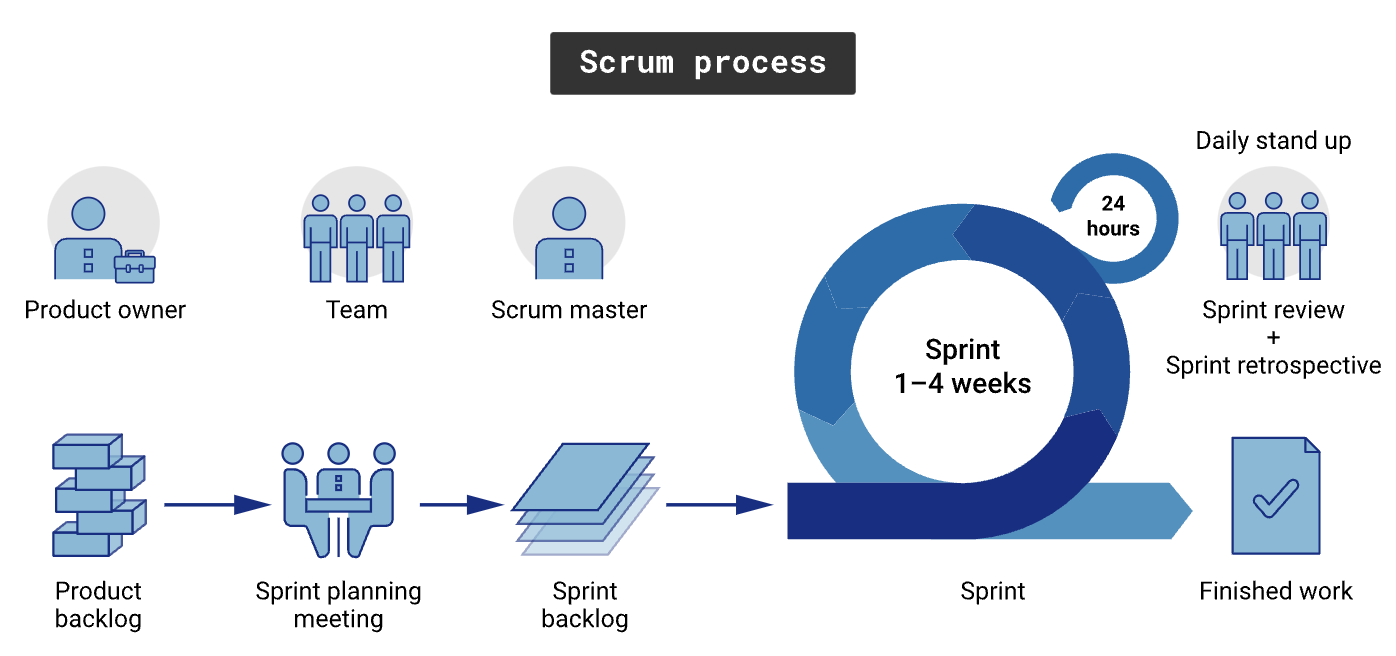 Scrum process
Daily stand up
24
hours
Product owner
Team
Scrum master
Sprint review
+
Sprint retrospective
Sprint
1–4 weeks
Product
backlog
Sprint planning
meeting
Sprint
backlog
Sprint
Finished work